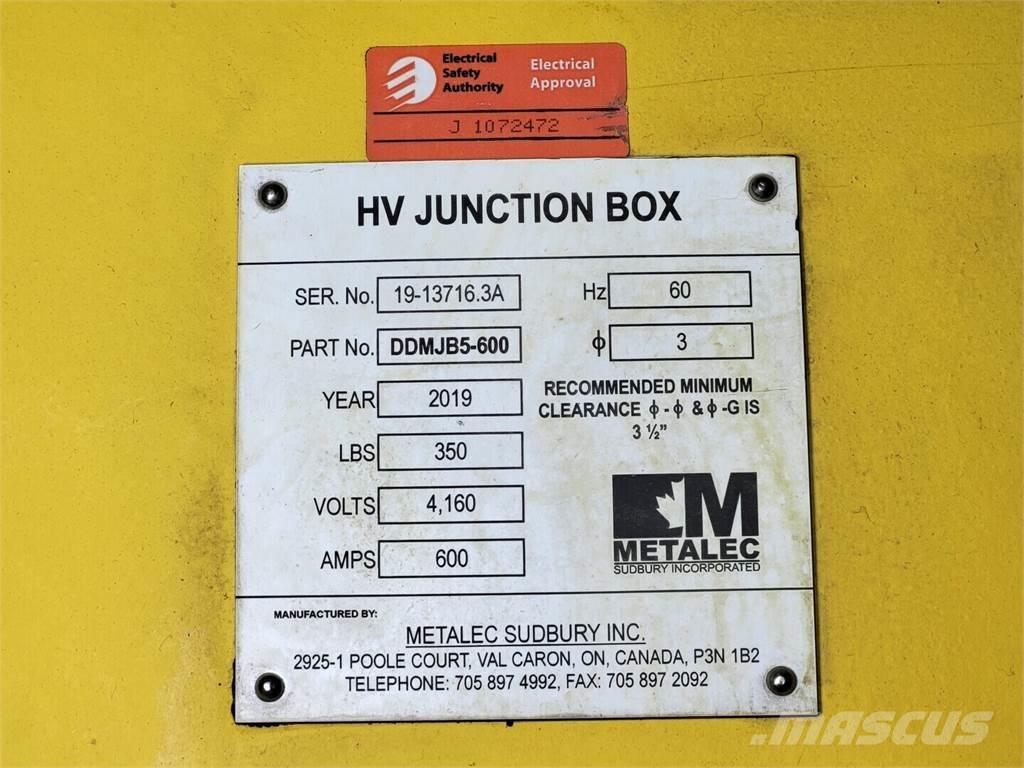 Electrical
Safety
Authority
Electrical
Approval
J 1072472
HV JUNCTION BOX
SER. No. 19-13716.3A
Hz 60
PART No. DDMJB5-600
ϕ 3
YEAR 2019
RECOMMENDED MINIMUM
CLEARANCE ϕ - ϕ & ϕ -G IS
3 ½"
LBS 350
VOLTS 4,160
AMPS 600
M
METALEC
SUDBURY INCORPORATED
MANUFACTURED BY:
METALEC SUDBURY INC.
2925-1 POOLE COURT, VAL CARON, ON, CANADA, P3N 1B2
TELEPHONE: 705 897 4992, FAX: 705 897 2092
MASCUS